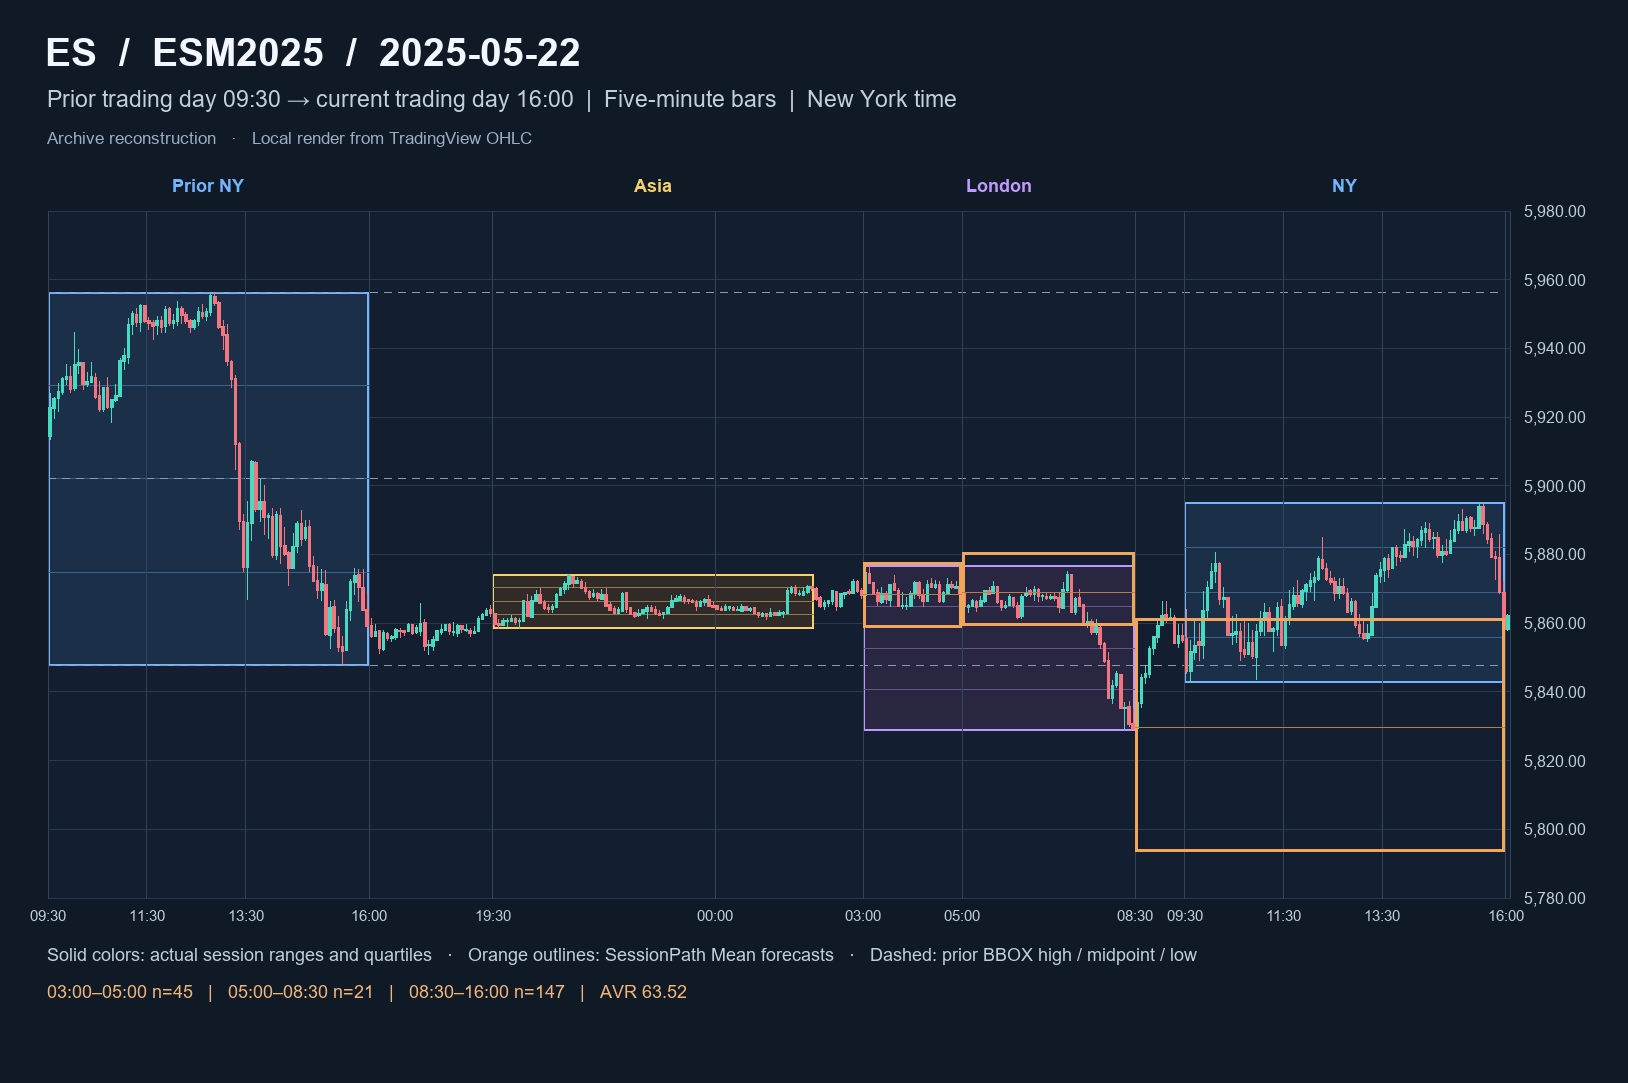 ES / ESM2025 / 2025-05-22
Prior trading day 09:30 → current trading day 16:00 | Five-minute bars | New York time
Archive reconstruction · Local render from TradingView OHLC
Prior NY Asia London NY
5,980.00
5,960.00
5,940.00
5,920.00
5,900.00
5,880.00
5,860.00
5,840.00
5,820.00
5,800.00
5,780.00
09:30 11:30 13:30 16:00 19:30 00:00 03:00 05:00 08:30 09:30 11:30 13:30 16:00
Solid colors: actual session ranges and quartiles · Orange outlines: SessionPath Mean forecasts · Dashed: prior BBOX high / midpoint / low
03:00–05:00 n=45 | 05:00–08:30 n=21 | 08:30–16:00 n=147 | AVR 63.52